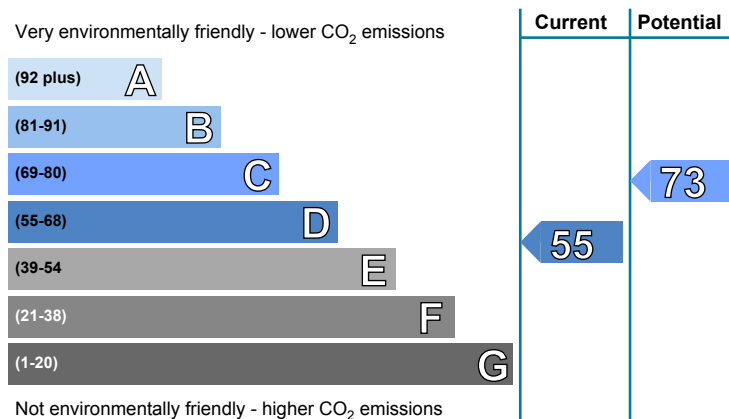 Current Potential
Very environmentally friendly - lower CO₂ emissions
(92 plus) A
(81-91) B
(69-80) C
73
(55-68) D
55
(39-54 E
(21-38) F
(1-20) G
Not environmentally friendly - higher CO₂ emissions